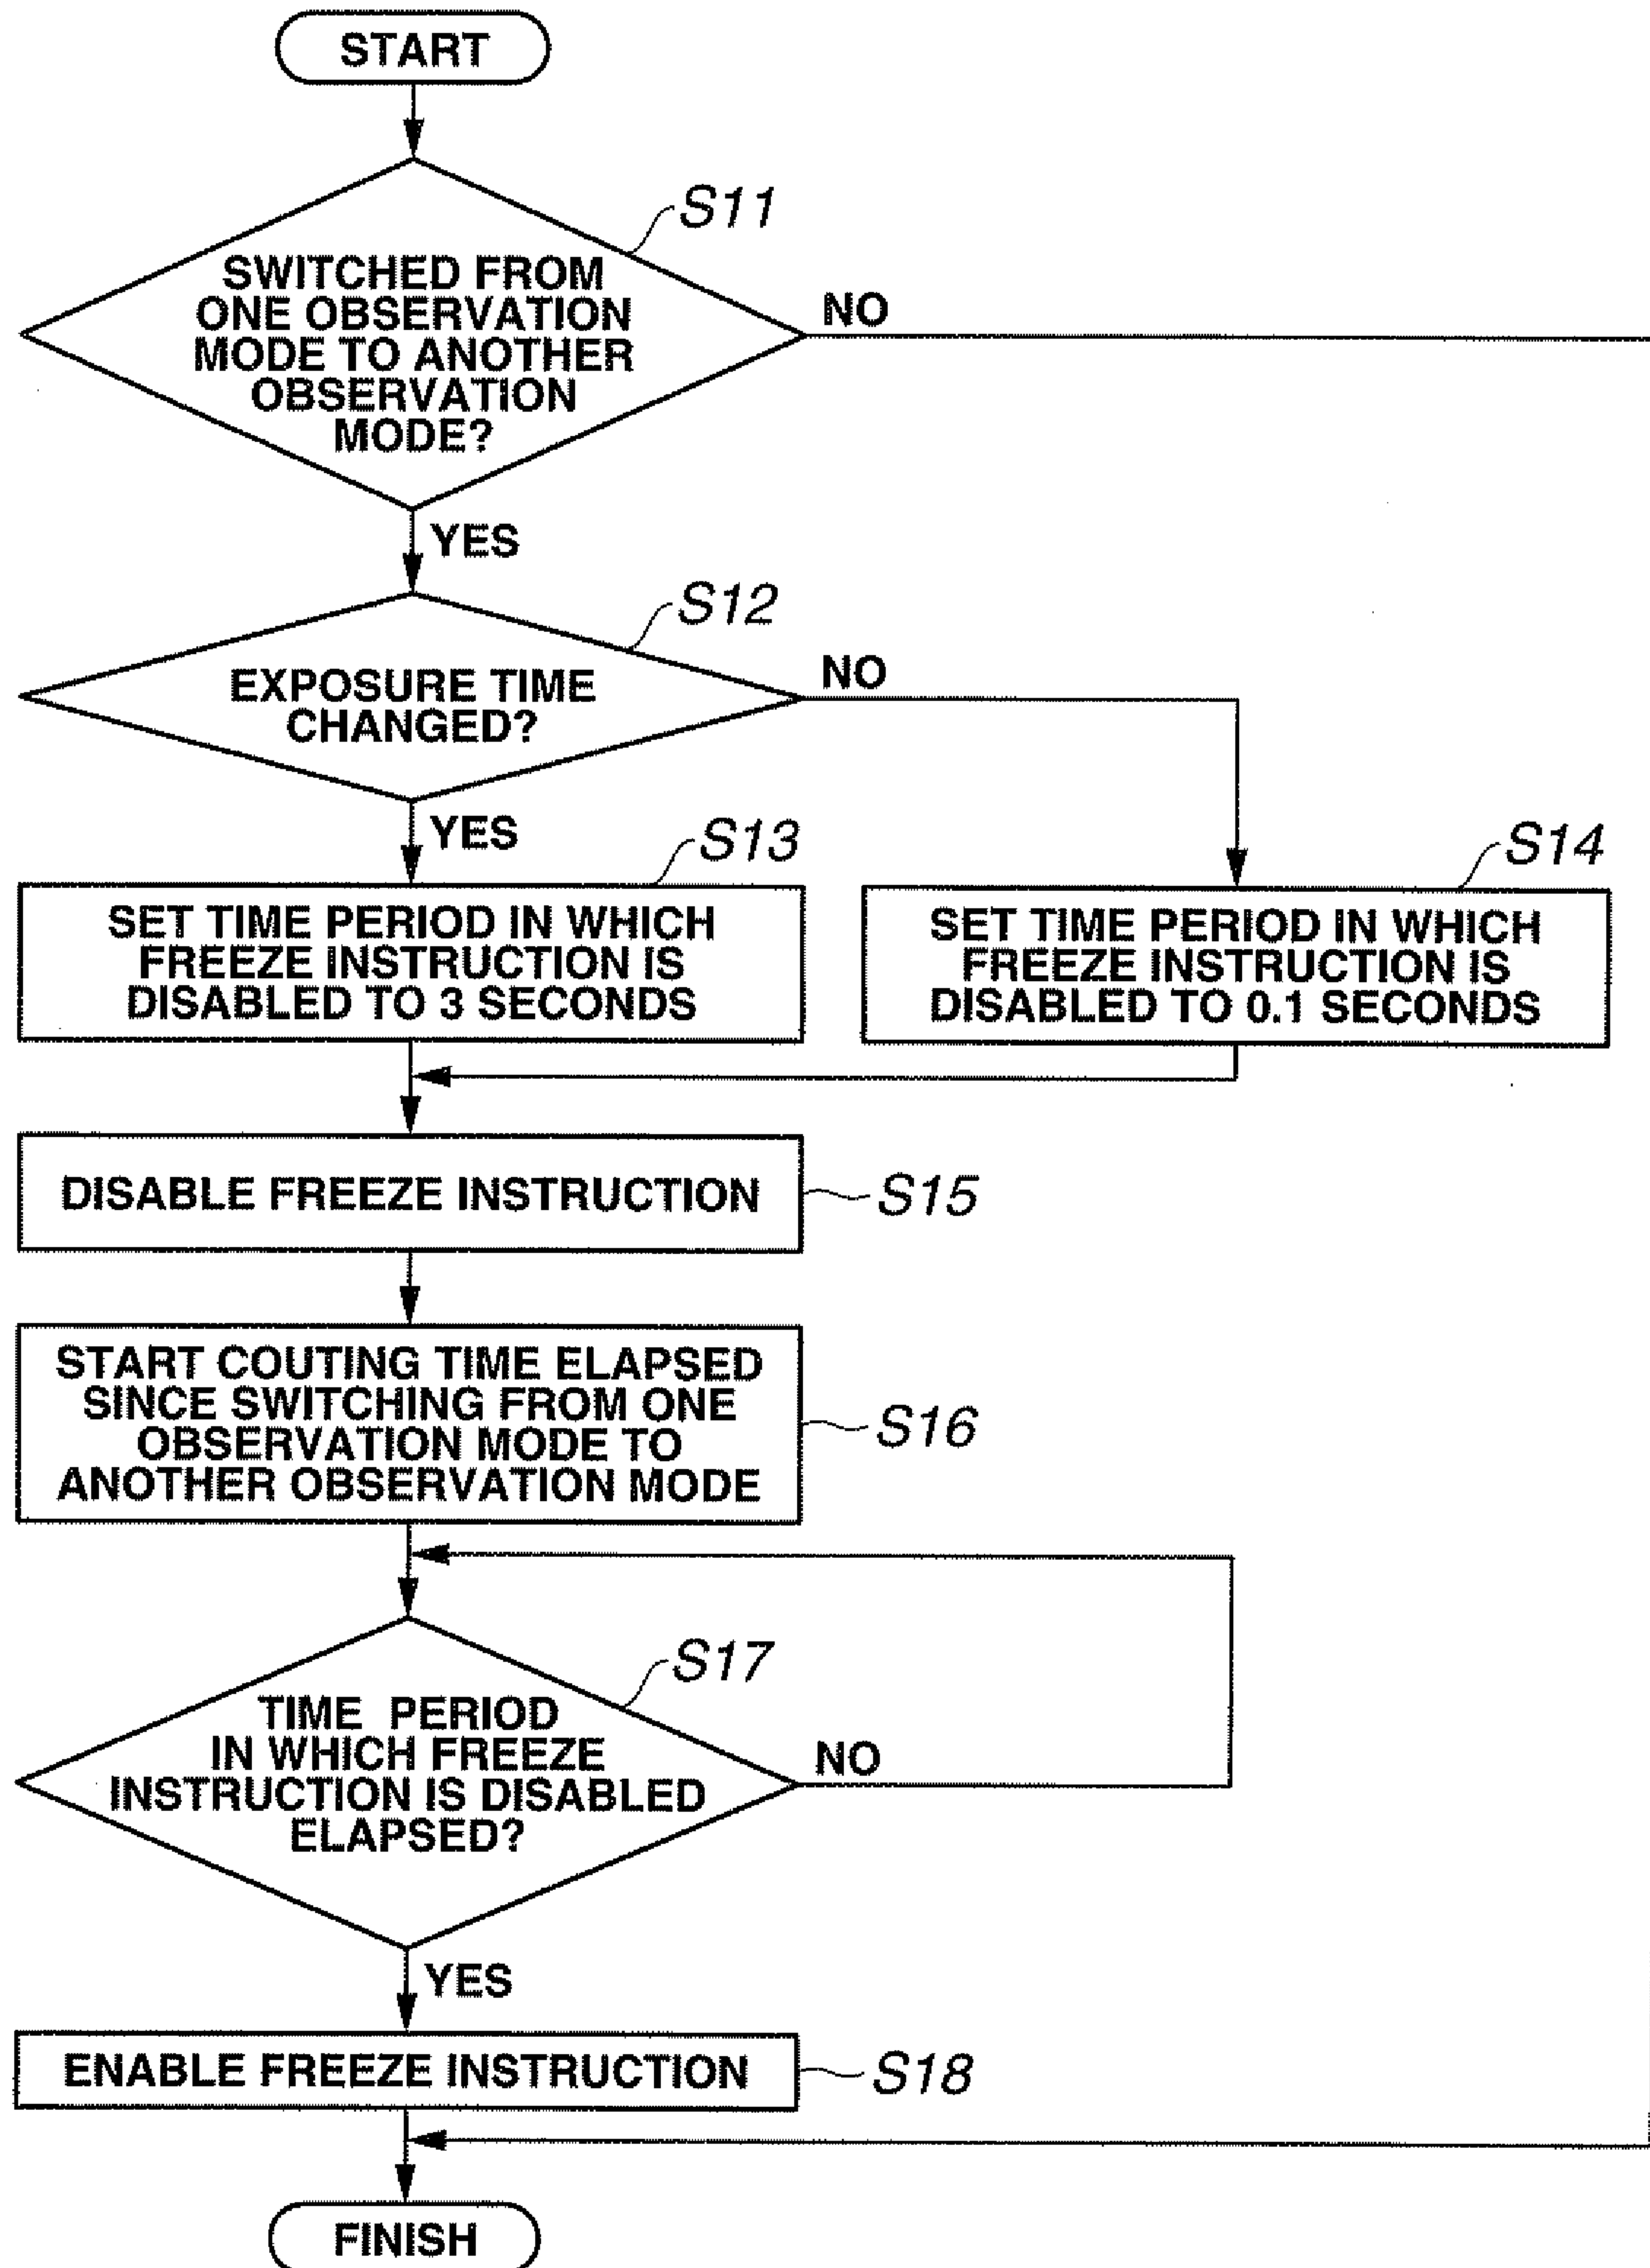 START
S11
SWITCHED FROM
ONE OBSERVATION
MODE TO ANOTHER
OBSERVATION
MODE?
NO
YES
S12
EXPOSURE TIME
CHANGED?
NO
YES
S13
SET TIME PERIOD IN WHICH
FREEZE INSTRUCTION IS
DISABLED TO 3 SECONDS
S14
SET TIME PERIOD IN WHICH
FREEZE INSTRUCTION IS
DISABLED TO 0.1 SECONDS
DISABLE FREEZE INSTRUCTION
S15
START COUTING TIME ELAPSED
SINCE SWITCHING FROM ONE
OBSERVATION MODE TO
ANOTHER OBSERVATION MODE
S16
S17
TIME PERIOD
IN WHICH FREEZE
INSTRUCTION IS DISABLED
ELAPSED?
NO
YES
ENABLE FREEZE INSTRUCTION
S18
FINISH